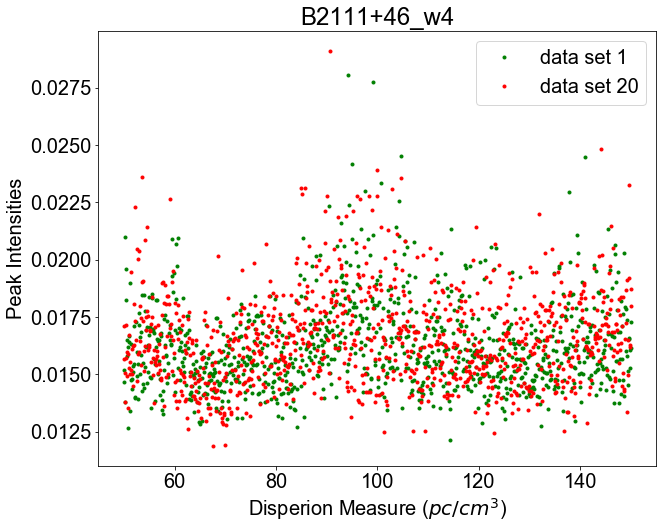 B2111+46_w4
data set 1
data set 20
0.0275
0.0250
0.0225
0.0200
0.0175
0.0150
0.0125
Peak Intensities
60 80 100 120 140
Disperion Measure (pc/cm³)